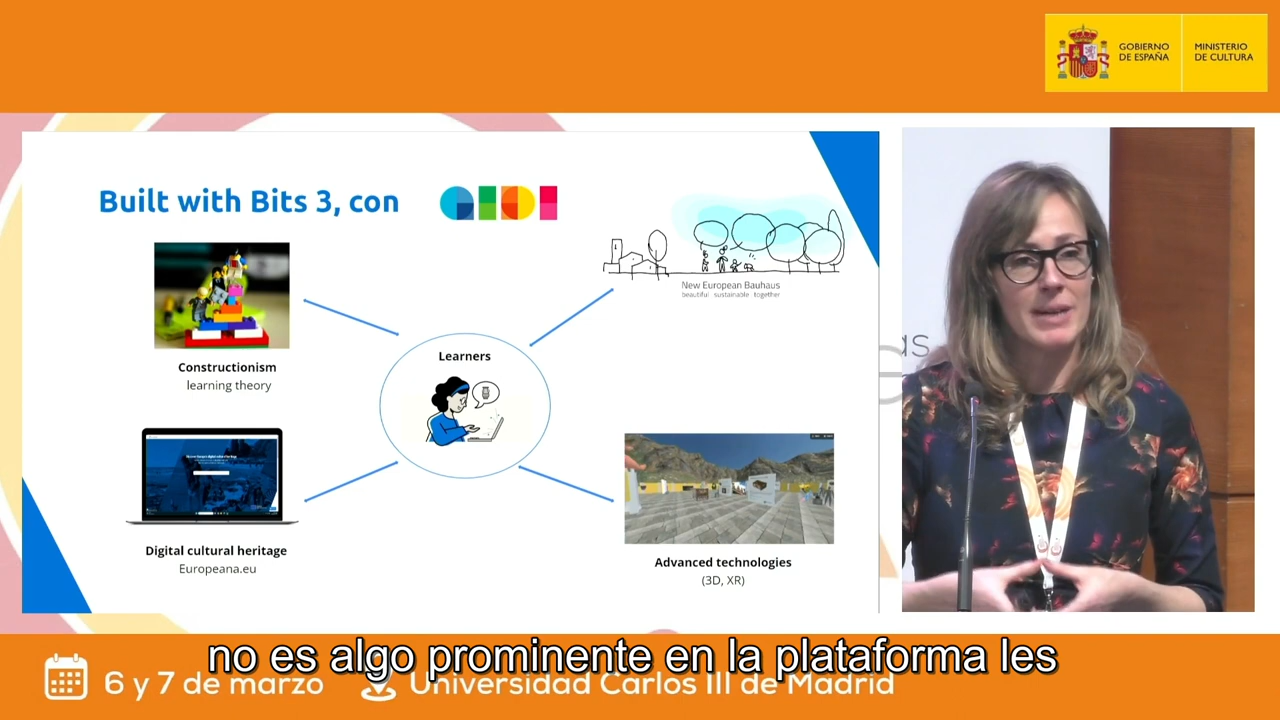 GOBIERNO
DE ESPAÑA
MINISTERIO
DE CULTURA
Built with Bits 3, con
New European Bauhaus
beautiful sustainable together
Constructionism
learning theory
Learners
Digital cultural heritage
Europeana.eu
Advanced technologies
(3D, XR)
as
no es algo prominente en la plataforma les
6 y 7 de marzo
Universidad Carlos III de Madrid